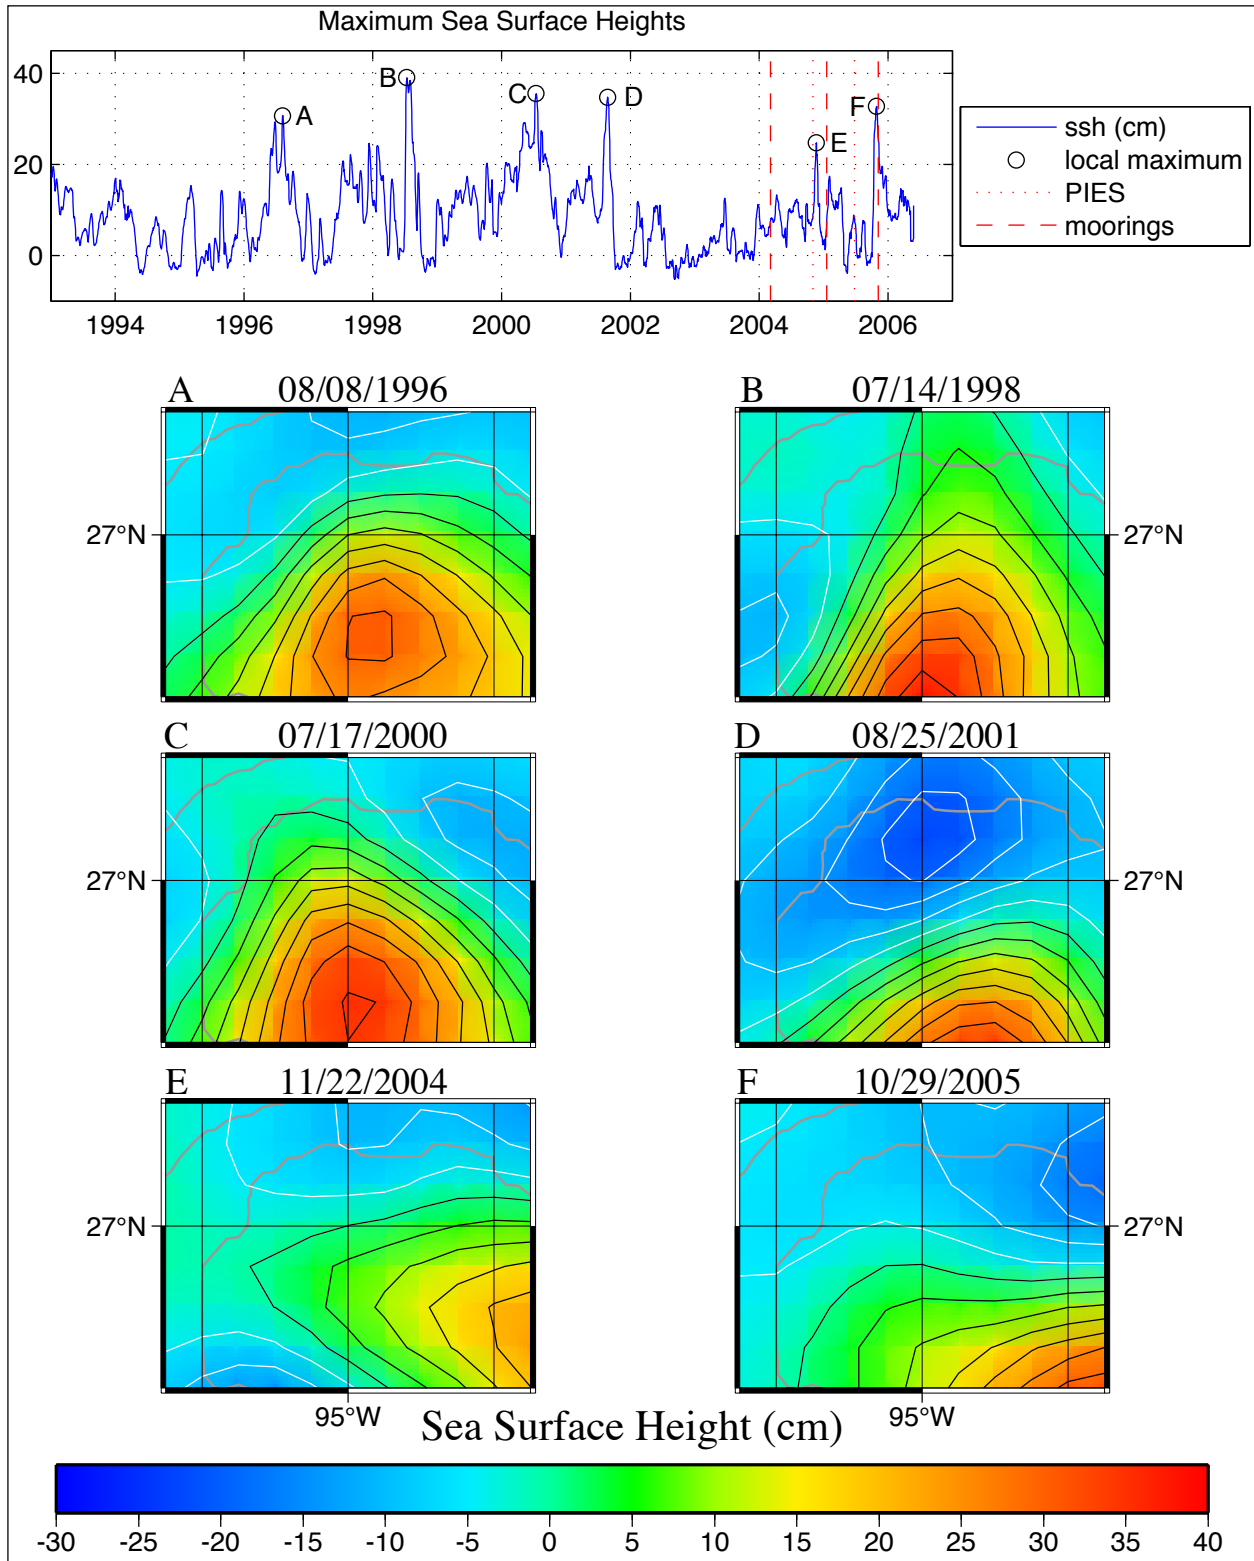 Maximum Sea Surface Heights
40
20
0
A
B
C
D
E
F
1994 1996 1998 2000 2002 2004 2006
ssh (cm)
local maximum
PIES
moorings
A 08/08/1996
B 07/14/1998
27°N
27°N
C 07/17/2000
D 08/25/2001
27°N
27°N
E 11/22/2004
F 10/29/2005
27°N
27°N
95°W
95°W
Sea Surface Height (cm)
-30 -25 -20 -15 -10 -5 0 5 10 15 20 25 30 35 40